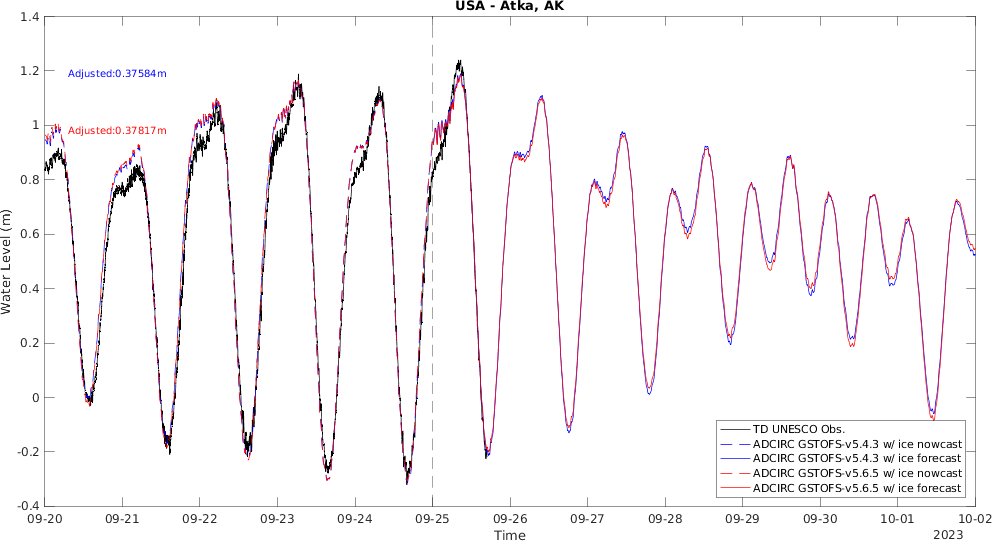 USA - Atka, AK
Water Level (m)
1.4
1.2
1
0.8
0.6
0.4
0.2
0
-0.2
-0.4
Adjusted:0.37584m
Adjusted:0.37817m
TD UNESCO Obs.
ADCIRC GSTOFS-v5.4.3 w/ ice nowcast
ADCIRC GSTOFS-v5.4.3 w/ ice forecast
ADCIRC GSTOFS-v5.6.5 w/ ice nowcast
ADCIRC GSTOFS-v5.6.5 w/ ice forecast
09-20 09-21 09-22 09-23 09-24 09-25 09-26 09-27 09-28 09-29 09-30 10-01 10-02
Time
2023